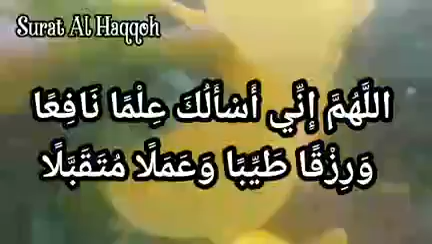 Surat Al Haqqoh
اللَّهُمَّ إِنِّي أَسْأَلُكَ عِلْمًا نَافِعًا
وَرِزْقًا طَيِّبًا وَعَمَلًا مُتَقَبَّلًا